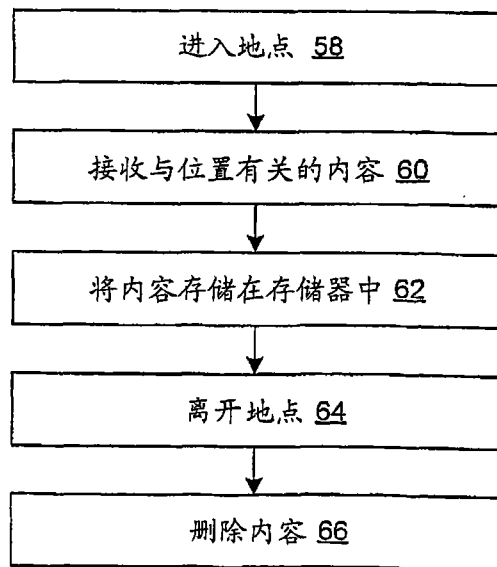 进入地点 58
接收与位置有关的内容 60
将内容存储在存储器中 62
离开地点 64
删除内容 66